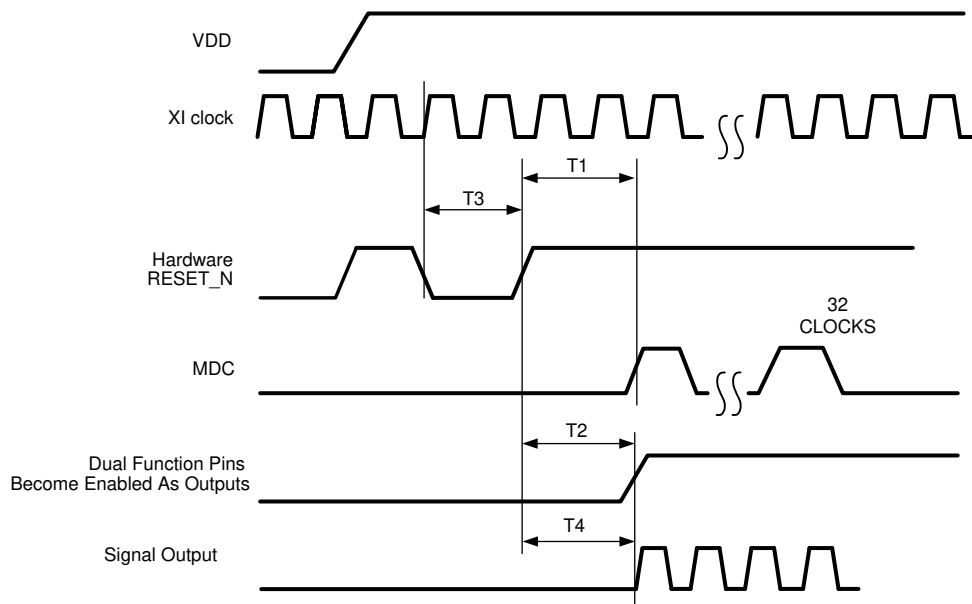 VDD
XI clock
T1
T3
Hardware
RESET_N
32
CLOCKS
MDC
T2
Dual Function Pins
Become Enabled As Outputs
T4
Signal Output